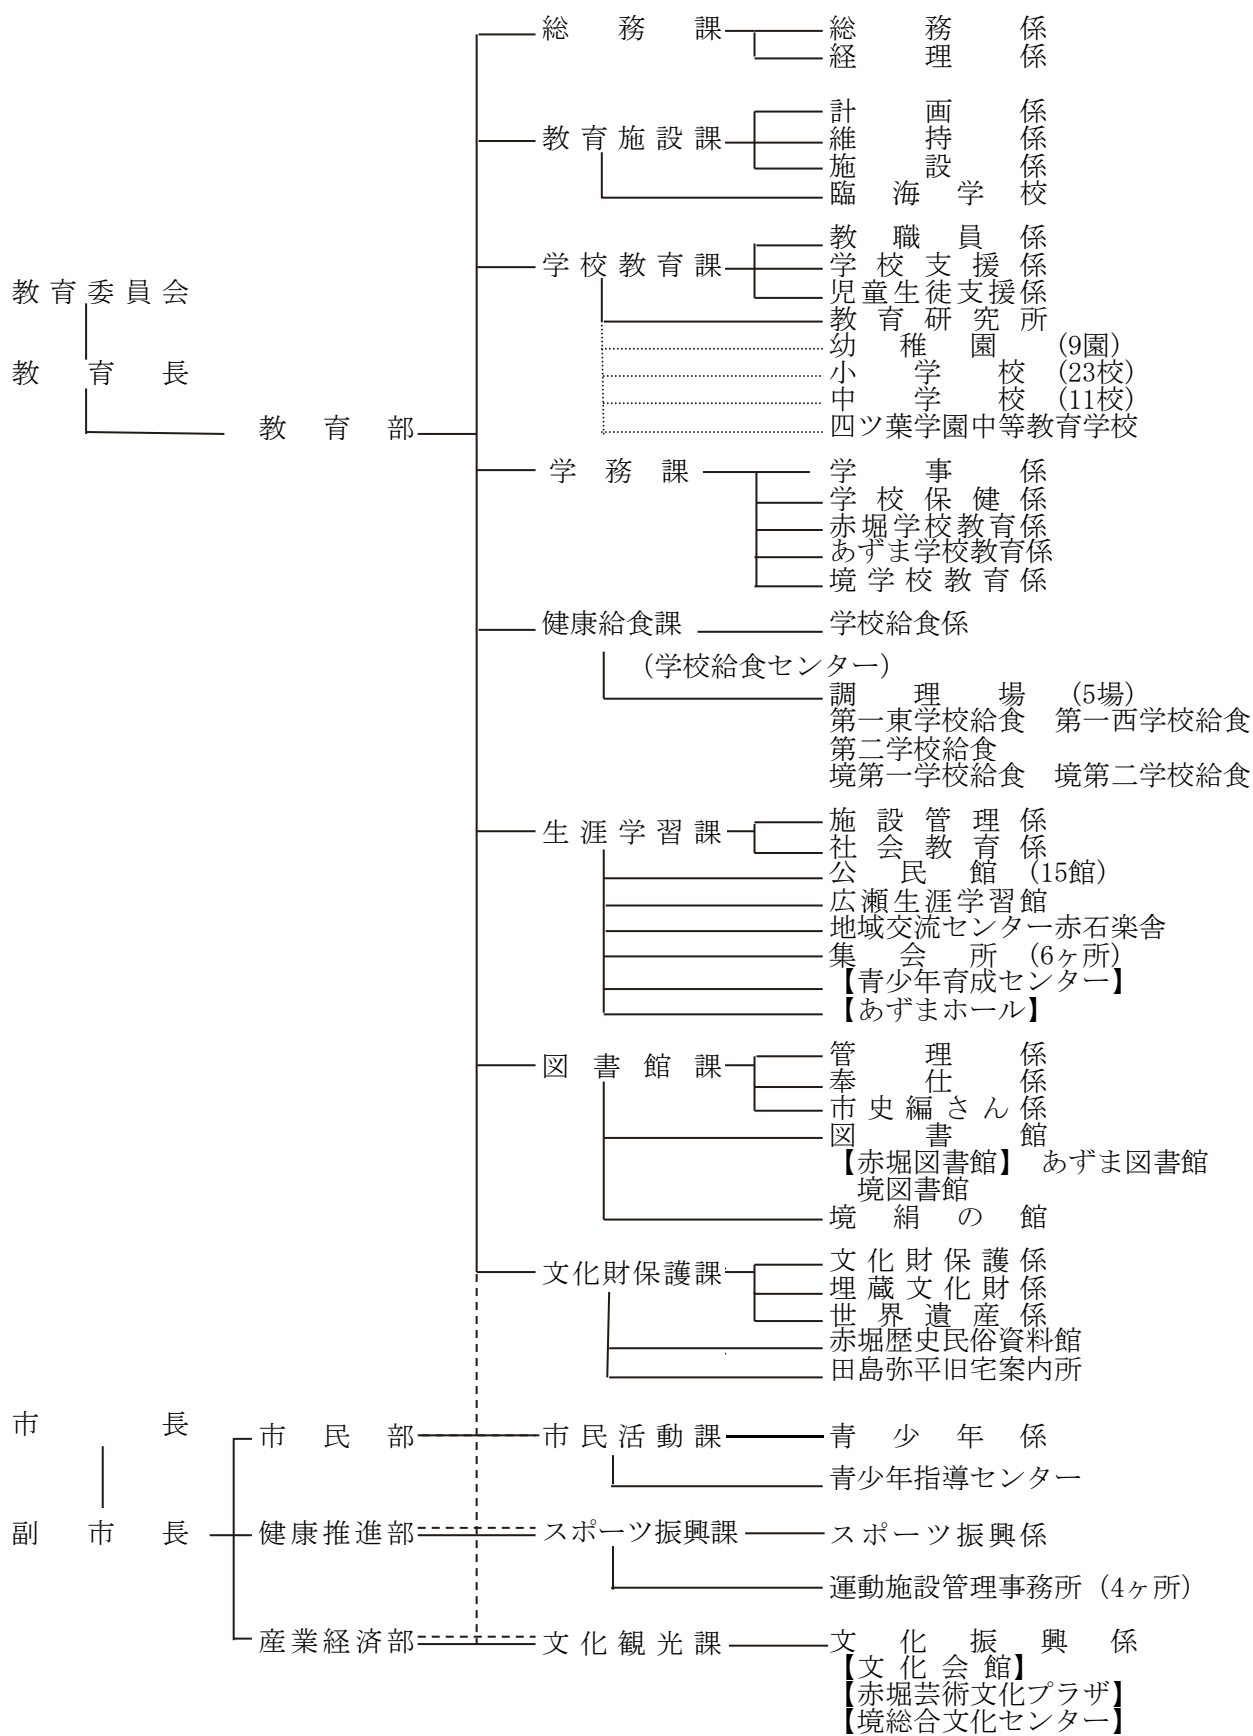 総務課 総務係
経理係
計画係
教育施設課 維持係
施設係
臨海学校
教職員係
学校教育課 学校支援係
教育委員会 児童生徒支援係
教育研究所
幼稚園 (9園)
教育長 小学校 (23校)
中学校 (11校)
教育部 四ツ葉学園中等教育学校
学務課 学事係
学校保健係
赤堀学校教育係
あずま学校教育係
境学校教育係
健康給食課 学校給食係
(学校給食センター)
調理場 (5場)
第一東学校給食 第一西学校給食
第二学校給食
境第一学校給食 境第二学校給食
施設管理係
生涯学習課
社会教育係
公民館 (15館)
広瀬生涯学習館
地域交流センター赤石楽舎
集会所 (6ヶ所)
【青少年育成センター】
【あずまホール】
管理係
図書館課
奉仕係
市史編さん係
図書館
【赤堀図書館】 あずま図書館
境図書館
境絹の館
文化財保護係
文化財保護課
埋蔵文化財係
世界遺産係
赤堀歴史民俗資料館
田島弥平旧宅案内所
市長
市民部 市民活動課 青少年係
青少年指導センター
副市長 健康推進部 スポーツ振興課 スポーツ振興係
運動施設管理事務所 (4ヶ所)
産業経済部 文化観光課 文化振興係
【文化会館】
【赤堀芸術文化プラザ】
【境総合文化センター】